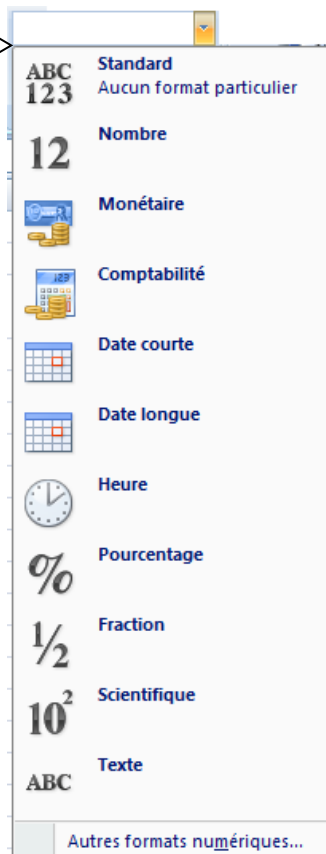 ABC 123 Standard
Aucun format particulier
12 Nombre
Monétaire
123 Comptabilité
Date courte
Date longue
Heure
% Pourcentage
1/2 Fraction
10² Scientifique
ABC Texte
Autres formats numériques...